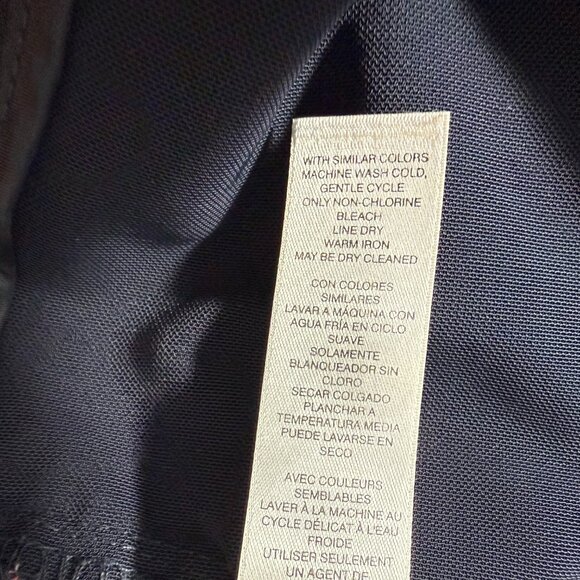 WITH SIMILAR COLORS
MACHINE WASH COLD,
GENTLE CYCLE
ONLY NON-CHLORINE
BLEACH
LINE DRY
WARM IRON
MAY BE DRY CLEANED
CON COLORES
SIMILARES
LAVAR A MÁQUINA CON
AGUA FRÍA EN CICLO
SUAVE
SOLAMENTE
BLANQUEADOR SIN
CLORO
SECAR COLGADO
PLANCHAR A
TEMPERATURA MEDIA
PUEDE LAVARSE EN
SECO
AVEC COULEURS
SEMBLABLES
LAVER À LA MACHINE AU
CYCLE DÉLICAT À L'EAU
FROIDE
UTILISER SEULEMENT
UN AGENT DE